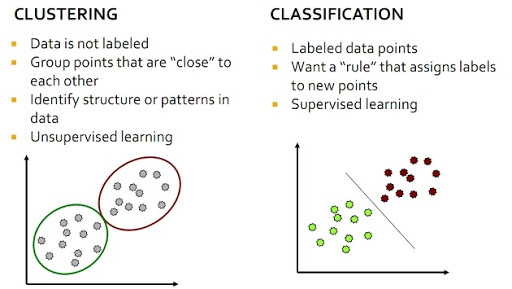 CLUSTERING
Data is not labeled
Group points that are “close” to
each other
Identify structure or patterns in
data
Unsupervised learning
CLASSIFICATION
Labeled data points
Want a “rule” that assigns labels
to new points
Supervised learning